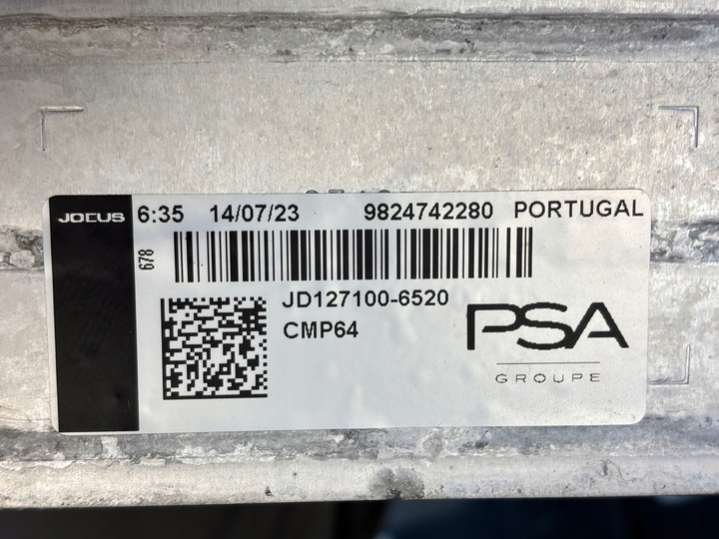 JOCUS 6:35 14/07/23 9824742280 PORTUGAL
678
JD127100-6520
CMP64
PSA
GROUPE